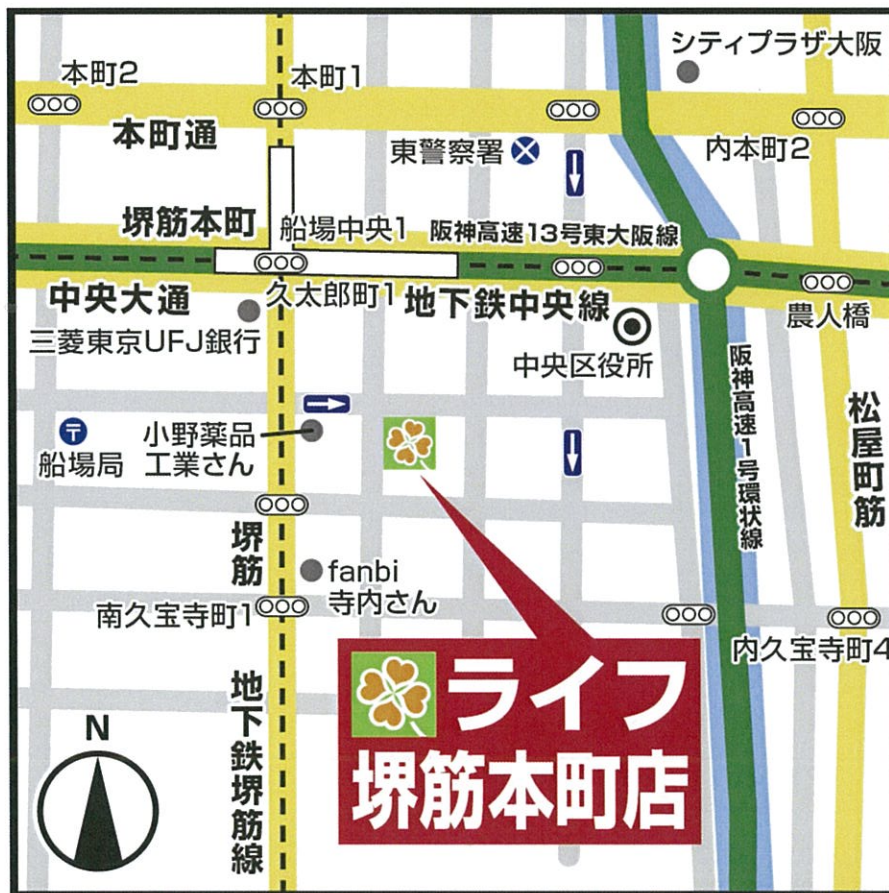 シティプラザ大阪
本町2
本町1
本町通
東警察署
内本町2
堺筋本町
船場中央1
阪神高速13号東大阪線
中央大通
久太郎町1
地下鉄中央線
農人橋
三菱東京UFJ銀行
中央区役所
阪神高速1号環状線
松屋町筋
〒
船場局
小野薬品
工業さん
堺筋
fanbi
寺内さん
南久宝寺町1
内久宝寺町4
地下鉄堺筋線
N
ライフ
堺筋本町店